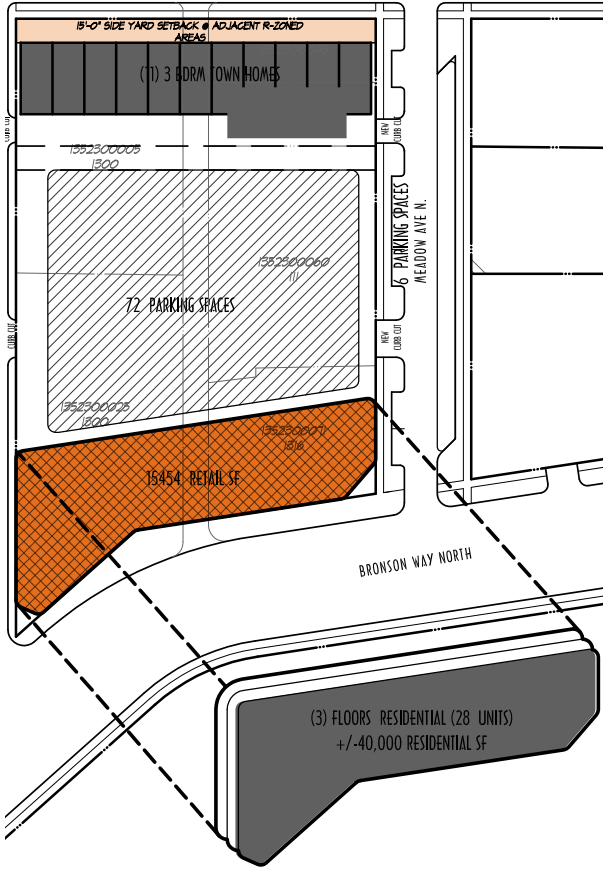 15'-0" SIDE YARD SETBACK @ ADJACENT R-ZONED
AREAS
(11) 3 BDRM TOWN HOMES
CURB CUT
NEW
CURB CUT
1352300005
1300
6 PARKING SPACES
MEADOW AVE N.
1352300060
111
72 PARKING SPACES
CURB CUT
NEW
CURB CUT
1352300025
1300
1352300071
1316
15454 RETAIL SF
BRONSON WAY NORTH
(3) FLOORS RESIDENTIAL (28 UNITS)
+/-40,000 RESIDENTIAL SF